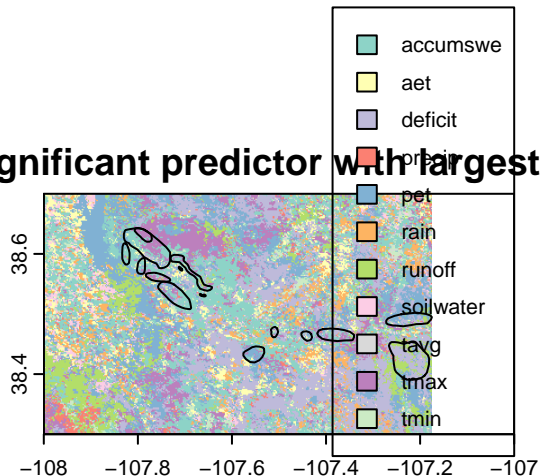 accumswe
aet
deficit
gnificant predictor with largest
precip
pet
rain
runoff
soilwater
tavg
tmax
tmin
38.6
38.4
−108
−107.8
−107.6
−107.4
−107.2
−107